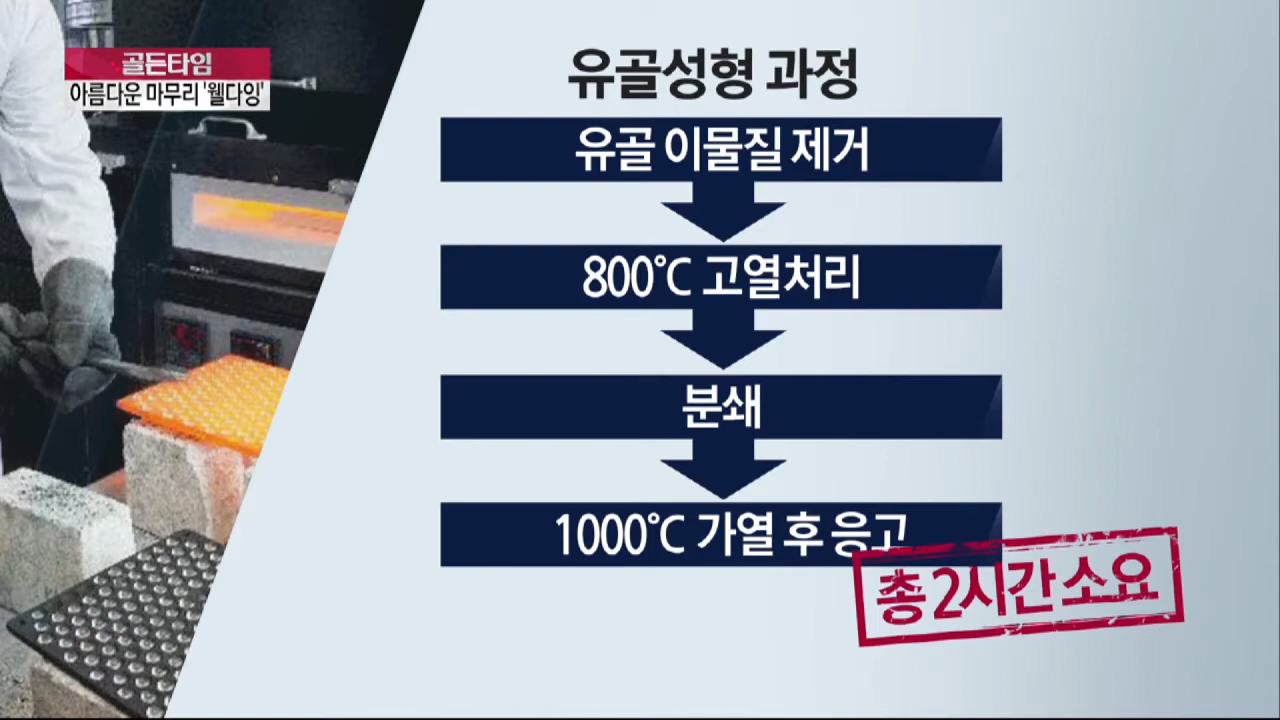 골든타임
아름다운 마무리 '웰다잉'
유골성형 과정
유골 이물질 제거
800℃ 고열처리
분쇄
1000℃ 가열 후 응고
총 2시간 소요